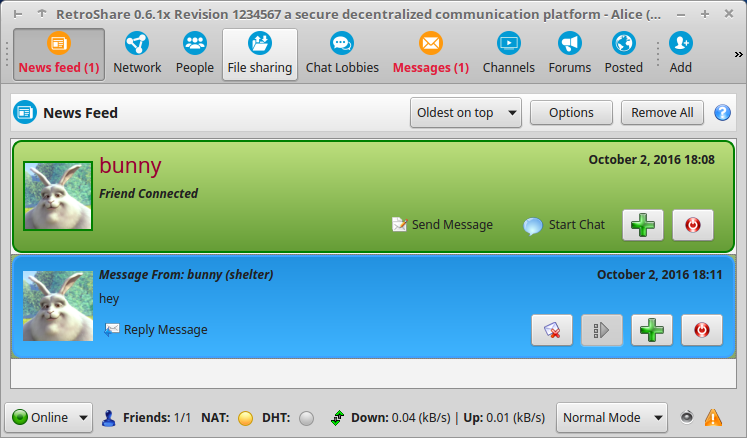 RetroShare 0.6.1x Revision 1234567 a secure decentralized communication platform - Alice (...
News feed (1) Network People File sharing Chat Lobbies Messages (1) Channels Forums Posted Add »
News Feed Oldest on top Options Remove All ?
bunny October 2, 2016 18:08
Friend Connected
Send Message Start Chat
Message From: bunny (shelter) October 2, 2016 18:11
hey
Reply Message
Online Friends: 1/1 NAT: DHT: Down: 0.04 (kB/s) | Up: 0.01 (kB/s) Normal Mode